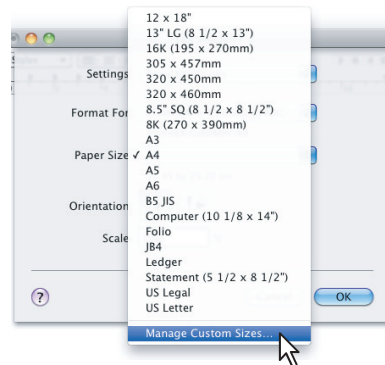 12 x 18"
13" LG (8 1/2 x 13")
16K (195 x 270mm)
305 x 457mm
Settings
320 x 450mm
320 x 460mm
Format For
8.5" SQ (8 1/2 x 8 1/2")
8K (270 x 390mm)
A3
Paper Size ✓ A4
A5
A6
Orientation
B5 JIS
Computer (10 1/8 x 14")
Folio
Scale
JB4
Ledger
Statement (5 1/2 x 8 1/2")
US Legal
? OK
US Letter
Manage Custom Sizes...